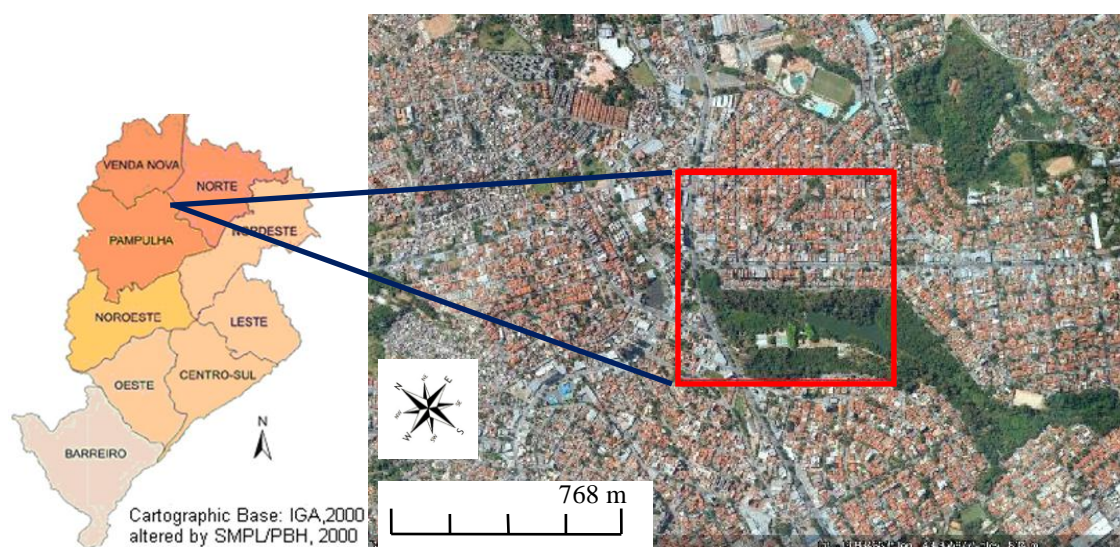 VENDA NOVA
NORTE
NORDESTE
PAMPULHA
NOROESTE
LESTE
OESTE
CENTRO-SUL
BARREIRO
N
Cartographic Base: IGA,2000
altered by SMPL/PBH, 2000
N
E
W
S
768 m